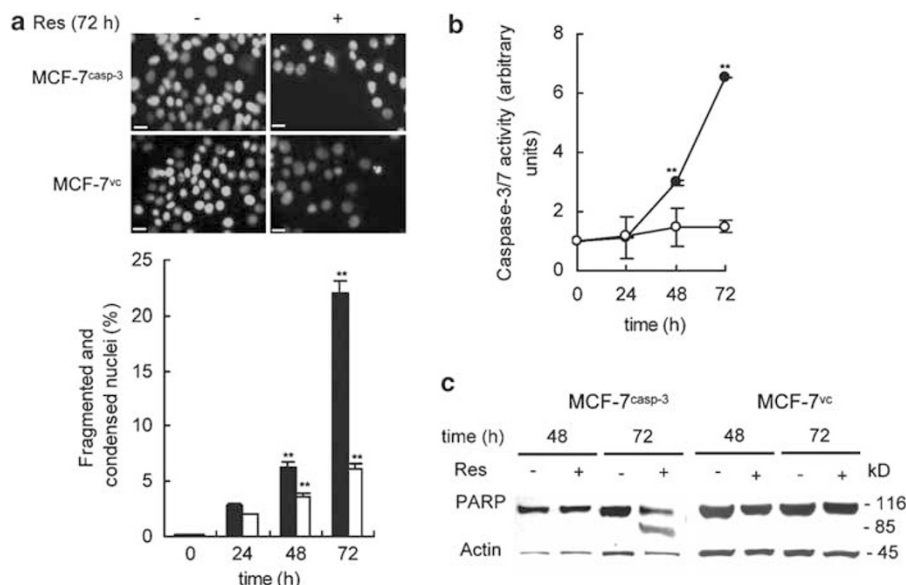 a
Res (72 h) - +
MCF-7casp-3
MCF-7vc
Fragmented and condensed nuclei (%)
25
20
15
10
5
0
** ** ** **
0 24 48 72
time (h)
b
Caspase-3/7 activity (arbitrary units)
8
6
4
2
0
** **
0 24 48 72
time (h)
c
MCF-7casp-3 MCF-7vc
time (h) 48 72 48 72
Res - + - + - + - + kD
PARP - 116
- 85
Actin - 45